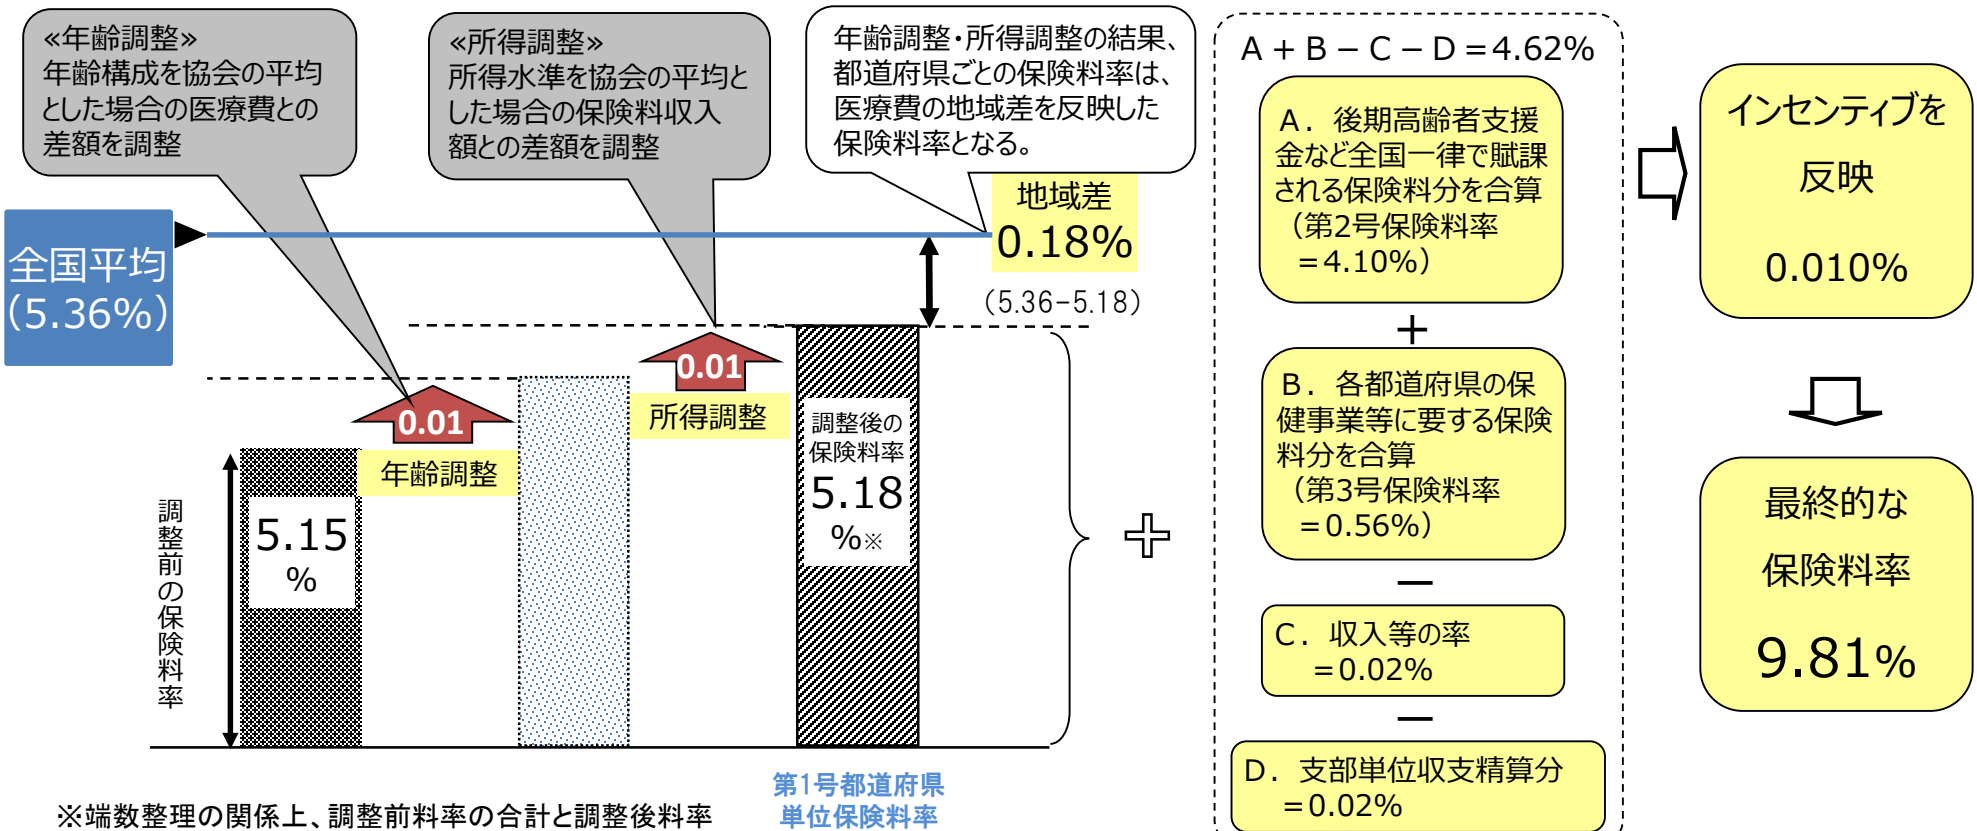 ≪年齢調整≫
年齢構成を協会の平均
とした場合の医療費との
差額を調整
≪所得調整≫
所得水準を協会の平均と
した場合の保険料収入
額との差額を調整
年齢調整・所得調整の結果、
都道府県ごとの保険料率は、
医療費の地域差を反映した
保険料率となる。
全国平均
(5.36%)
地域差
0.18%
(5.36-5.18)
0.01
年齢調整
0.01
所得調整
調整前の保険料率
5.15
%
調整後の
保険料率
5.18
%※
第1号都道府県
単位保険料率
※端数整理の関係上、調整前料率の合計と調整後料率
+
A+B-C-D=4.62%
A. 後期高齢者支援
金など全国一律で賦課
される保険料分を合算
(第2号保険料率
=4.10%)
+
B. 各都道府県の保
健事業等に要する保険
料分を合算
(第3号保険料率
=0.56%)
-
C. 収入等の率
=0.02%
-
D. 支部単位収支精算分
=0.02%
インセンティブを
反映
0.010%
最終的な
保険料率
9.81%